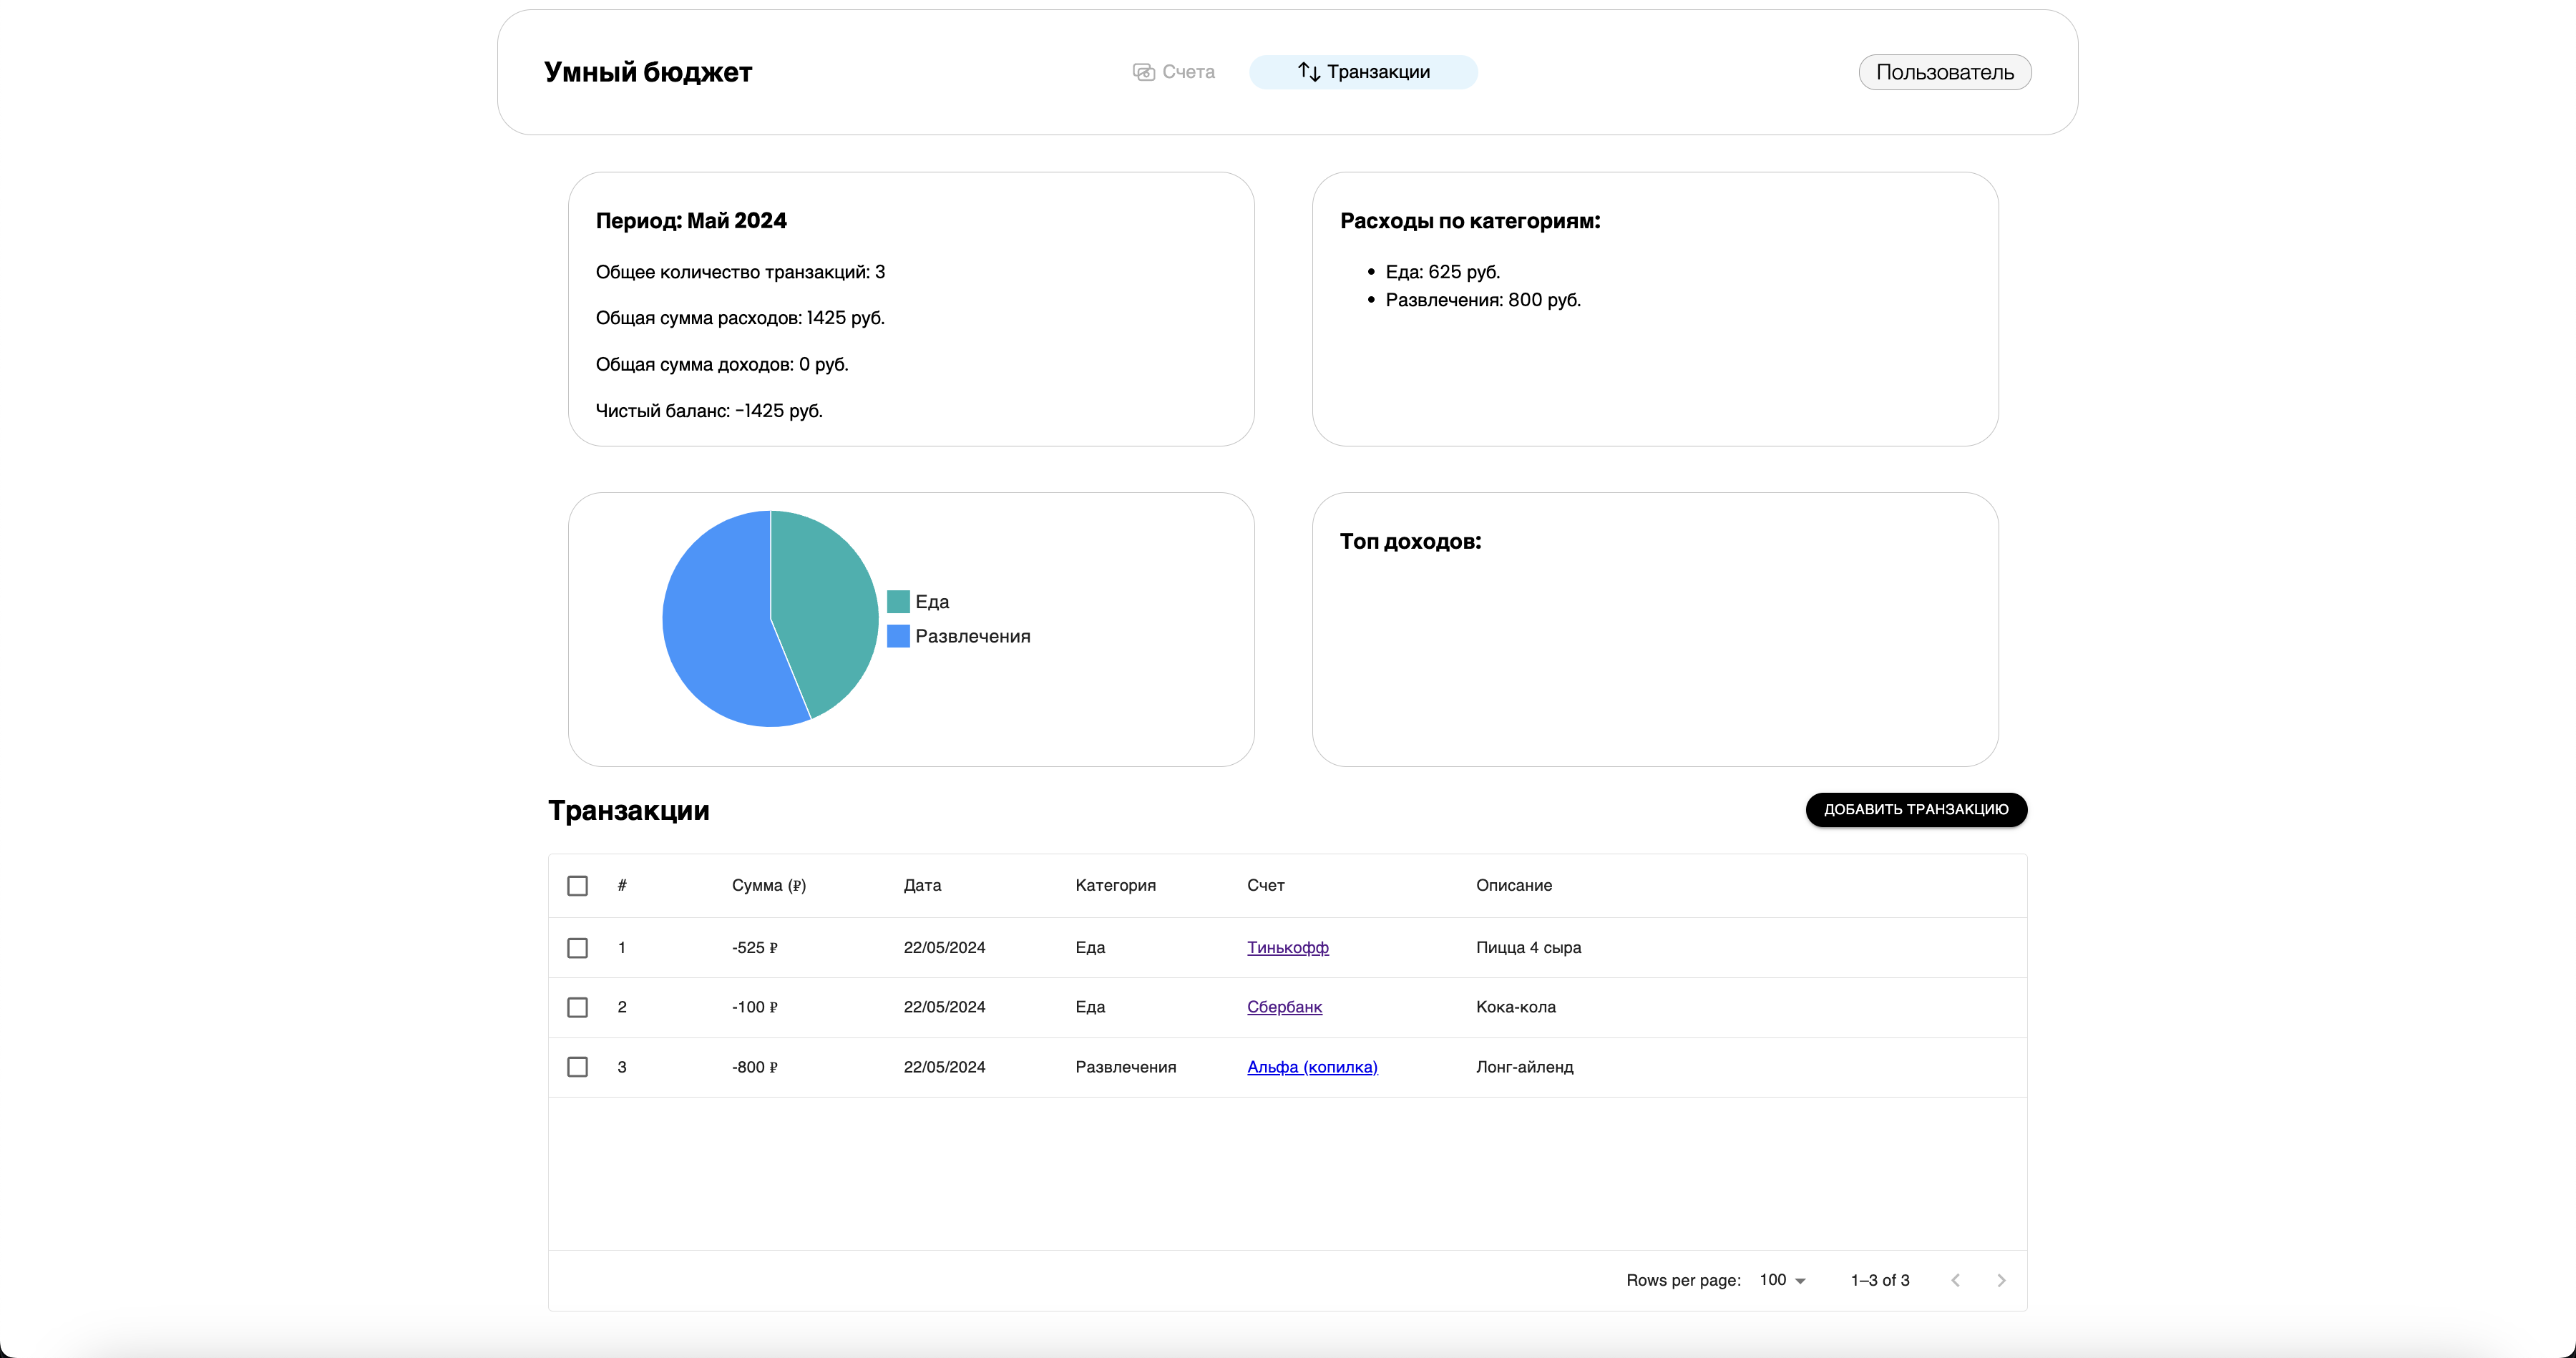 Умный бюджет
Счета
Транзакции
Пользователь
Период: Май 2024
Общее количество транзакций: 3
Общая сумма расходов: 1425 руб.
Общая сумма доходов: 0 руб.
Чистый баланс: -1425 руб.
Расходы по категориям:
• Еда: 625 руб.
• Развлечения: 800 руб.
Еда
Развлечения
Топ доходов:
Транзакции
ДОБАВИТЬ ТРАНЗАКЦИЮ
# Сумма (₽) Дата Категория Счет Описание
1 -525 ₽ 22/05/2024 Еда Тинькофф Пицца 4 сыра
2 -100 ₽ 22/05/2024 Еда Сбербанк Кока-кола
3 -800 ₽ 22/05/2024 Развлечения Альфа (копилка) Лонг-айленд
Rows per page: 100 1–3 of 3